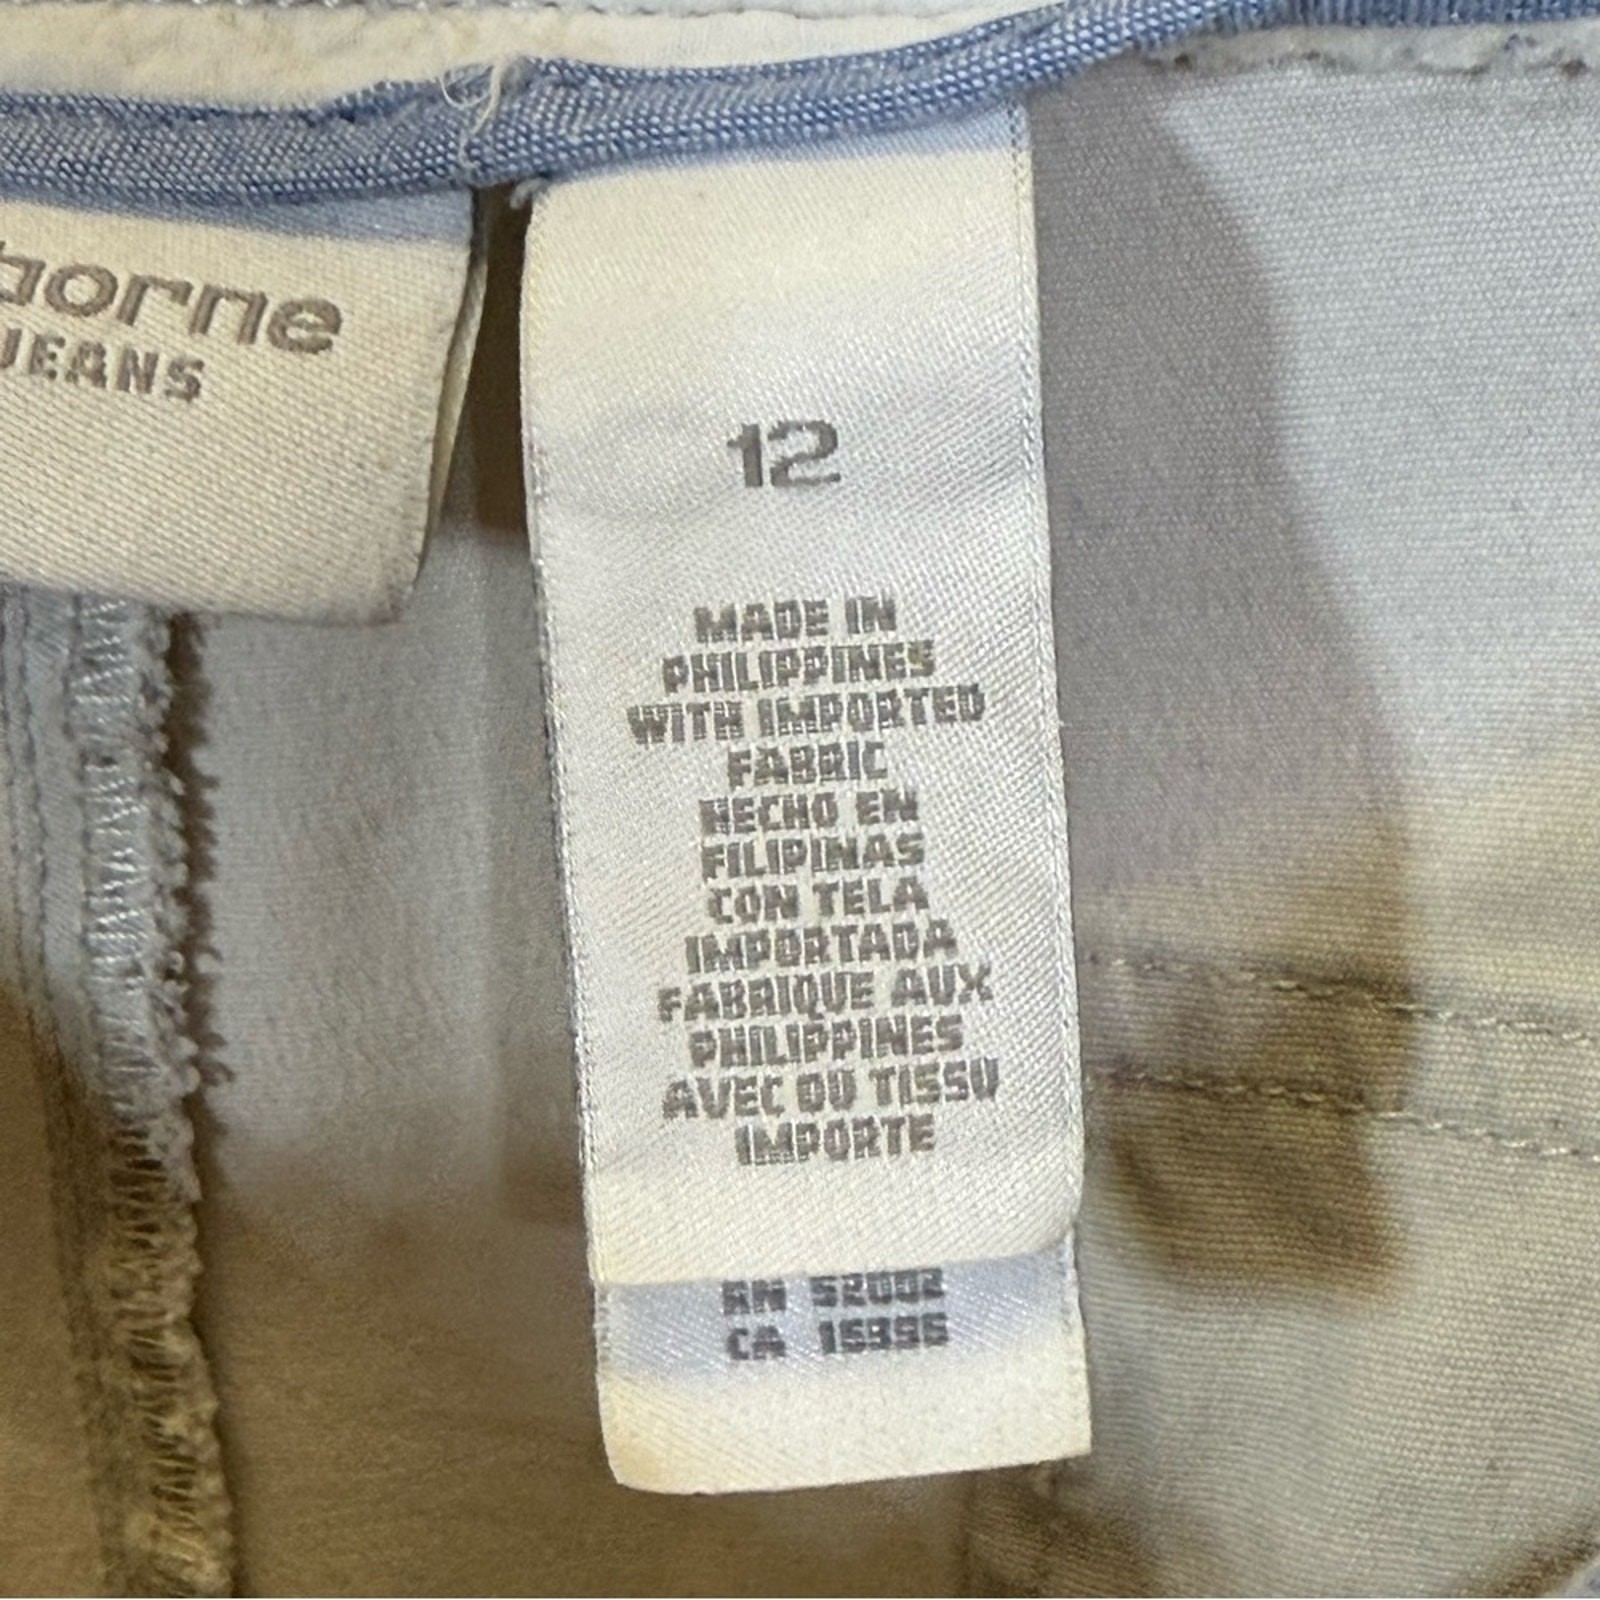 borne
JEANS
12
MADE IN
PHILIPPINES
WITH IMPORTED
FABRIC
HECHO EN
FILIPINAS
CON TELA
IMPORTADA
FABRIQUE AUX
PHILIPPINES
AVEC DU TISSU
IMPORTE
RN 52002
CA 15395